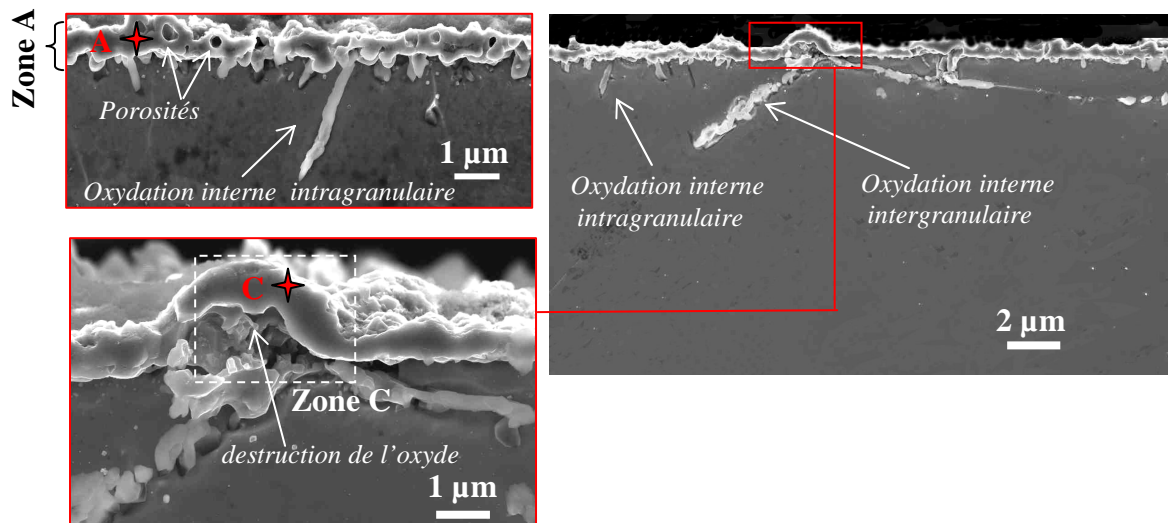 Zone A
A
Porosités
1 µm
Oxydation interne intragranulaire
Oxydation interne
intragranulaire
Oxydation interne
intergranulaire
2 µm
C
Zone C
destruction de l’oxyde
1 µm